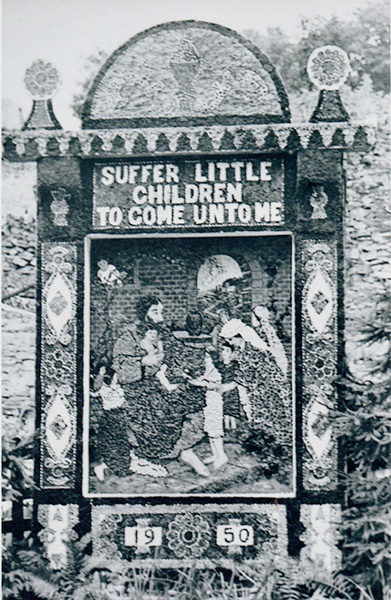 SUFFER LITTLE
CHILDREN
TO COME UNTO ME
19 50